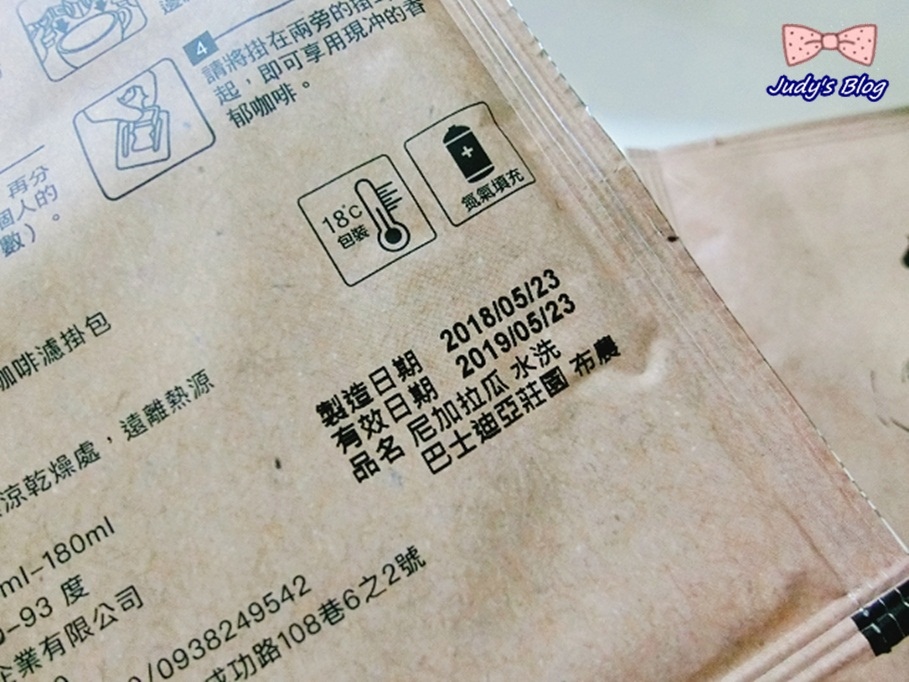 Judy's Blog
4
請將掛在兩旁的掛
起，即可享用現冲的香
郁咖啡。
再分
個人的
數）。
18°c
包裝
氮氣填充
製造日期 2018/05/23
有效日期 2019/05/23
品名 尼加拉瓜 水洗
巴士迪亞莊園 布農
咖啡濾掛包
涼乾燥處，遠離熱源
ml-180ml
-93 度
企業有限公司
/0938249542
成功路108巷6之2號